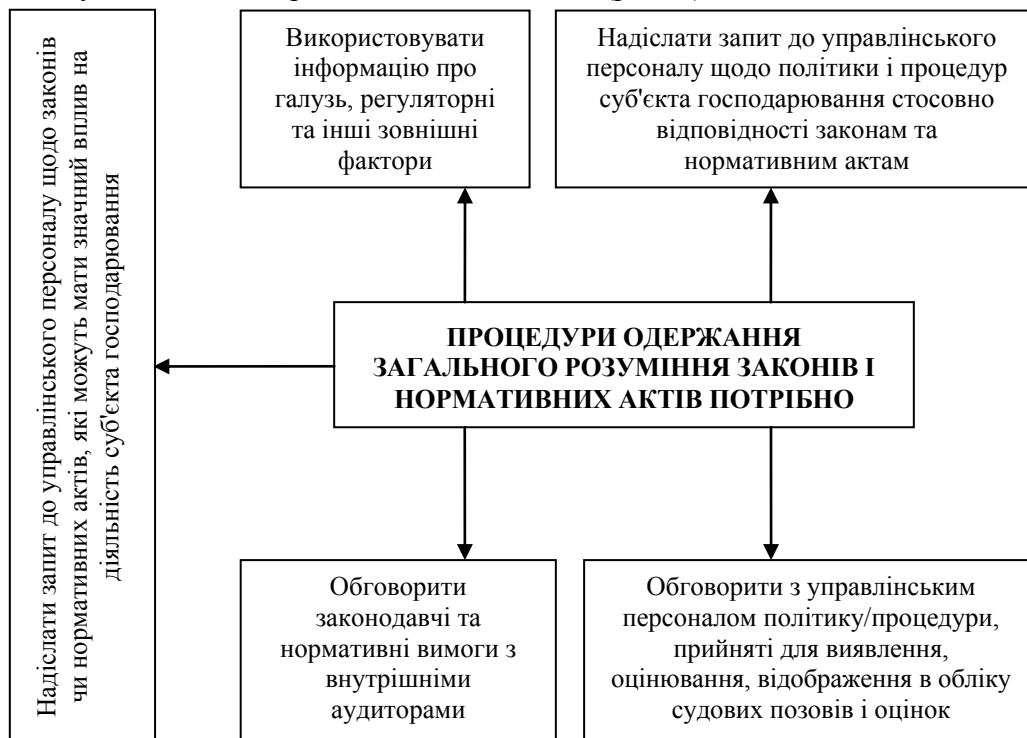 Надіслати запит до управлінського персоналу щодо законів
чи нормативних актів, які можуть мати значний вплив на
діяльність суб'єкта господарювання
Використовувати
інформацію про
галузь, регуляторні
та інші зовнішні
фактори
Надіслати запит до управлінського
персоналу щодо політики і процедур
суб'єкта господарювання стосовно
відповідності законам та
нормативним актам
ПРОЦЕДУРИ ОДЕРЖАННЯ
ЗАГАЛЬНОГО РОЗУМІННЯ ЗАКОНІВ І
НОРМАТИВНИХ АКТІВ ПОТРІБНО
Обговорити
законодавчі та
нормативні вимоги з
внутрішніми
аудиторами
Обговорити з управлінським
персоналом політику/процедури,
прийняті для виявлення,
оцінювання, відображення в обліку
судових позовів і оцінок